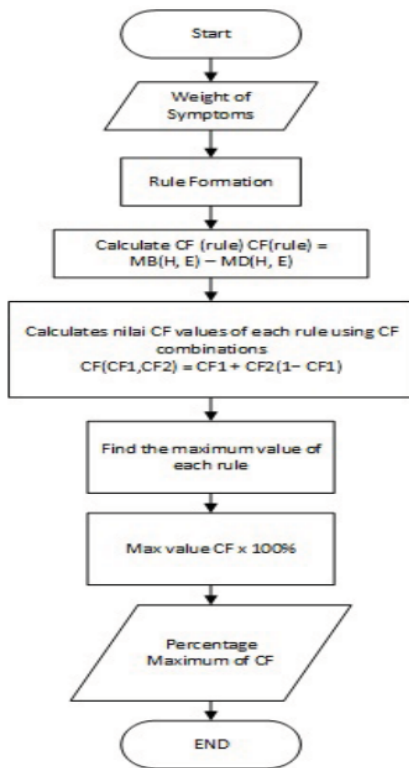 Start
Weight of
Symptoms
Rule Formation
Calculate CF (rule) CF(rule) =
MB(H, E) – MD(H, E)
Calculates nilai CF values of each rule using CF
combinations
CF(CF1,CF2) = CF1 + CF2(1– CF1)
Find the maximum value of
each rule
Max value CF x 100%
Percentage
Maximum of CF
END